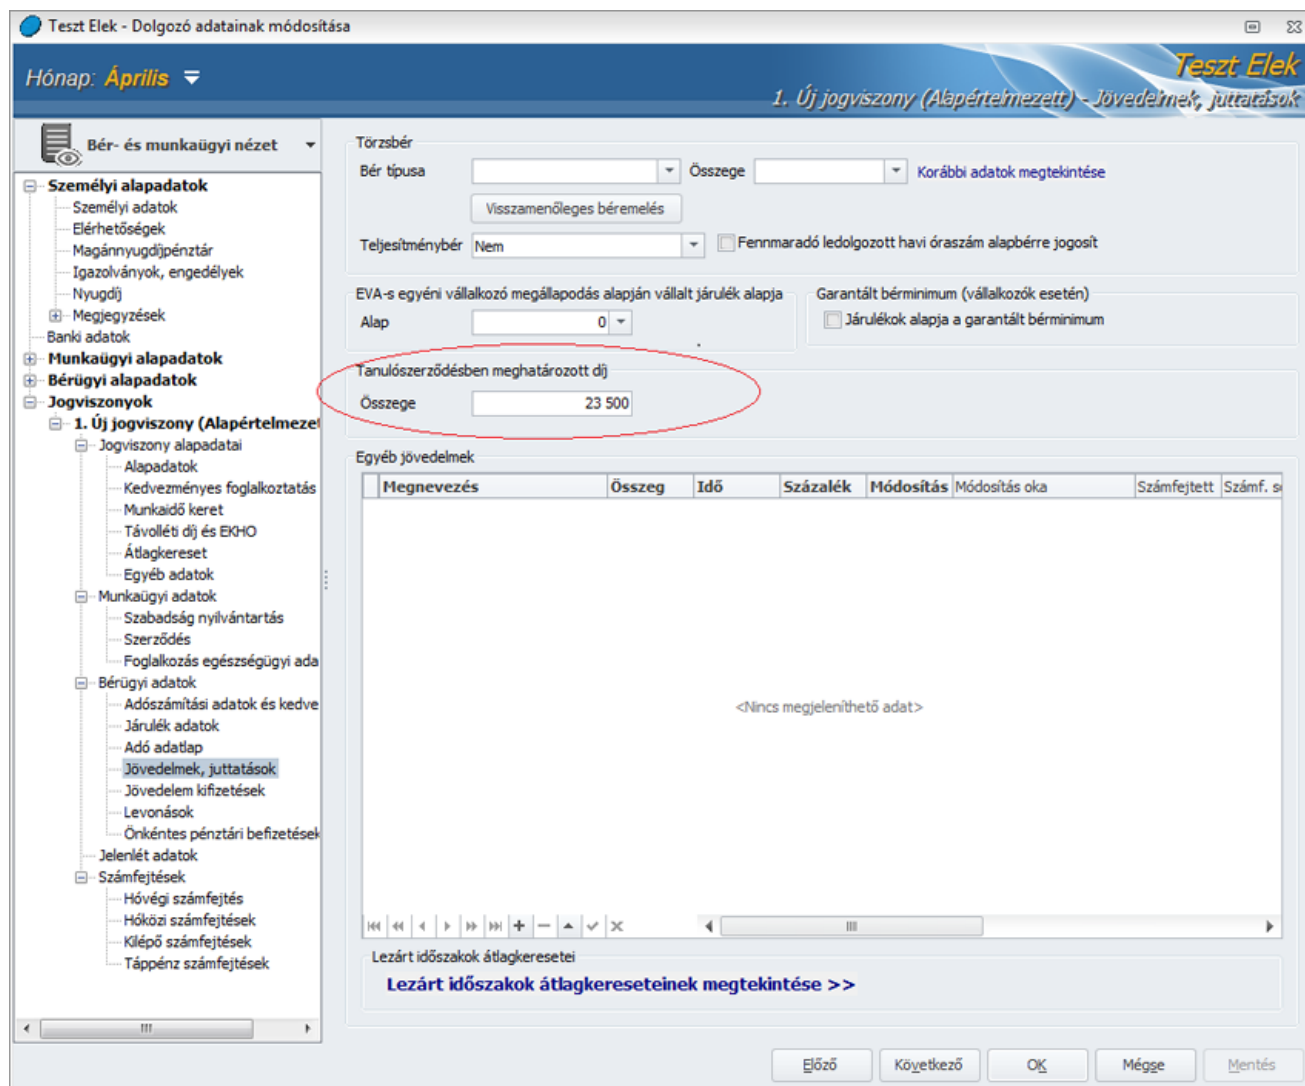 Teszt Elek - Dolgozó adatainak módosítása
Hónap: Április
Teszt Elek
1. Új jogviszony (Alapértelmezett) - Jövedelmek, juttatások
Bér- és munkaügyi nézet
Személyi alapadatok
Személyi adatok
Elérhetőségek
Magánnyugdíjpénztár
Igazolványok, engedélyek
Nyugdíj
Megjegyzések
Banki adatok
Munkaügyi alapadatok
Bérügyi alapadatok
Jogviszonyok
1. Új jogviszony (Alapértelmezet
Jogviszony alapadatai
Alapadatok
Kedvezményes foglalkoztatás
Munkaidő keret
Távolléti díj és EKHO
Átlagkereset
Egyéb adatok
Munkaügyi adatok
Szabadság nyilvántartás
Szerződés
Foglalkozás egészségügyi ada
Bérügyi adatok
Adószámítási adatok és kedve
Járulék adatok
Adó adatlap
Jövedelmek, juttatások
Jövedelem kifizetések
Levonások
Önkéntes pénztári befizetések
Jelenlét adatok
Számfejtések
Hóvégi számfejtés
Hóközi számfejtések
Kilépő számfejtések
Táppénz számfejtések
Törzsbér
Bér típusa Összege Korábbi adatok megtekintése
Visszamenőleges béremelés
Teljesítménybér Nem Fennmaradó ledolgozott havi óraszám alapbérre jogosít
EVA-s egyéni vállalkozó megállapodás alapján vállalt járulék alapja Garantált bérminimum (vállalkozók esetén)
Alap 0 Járulékok alapja a garantált bérminimum
Tanulószerződésben meghatározott díj
Összege 23 500
Egyéb jövedelmek
Megnevezés Összeg Idő Százalék Módosítás Módosítás oka Számfejtett Számf. s
<Nincs megjeleníthető adat>
Lezárt időszakok átlagkeresetei
Lezárt időszakok átlagkereseteinek megtekintése >>
Előző Következő OK Mégse Mentés